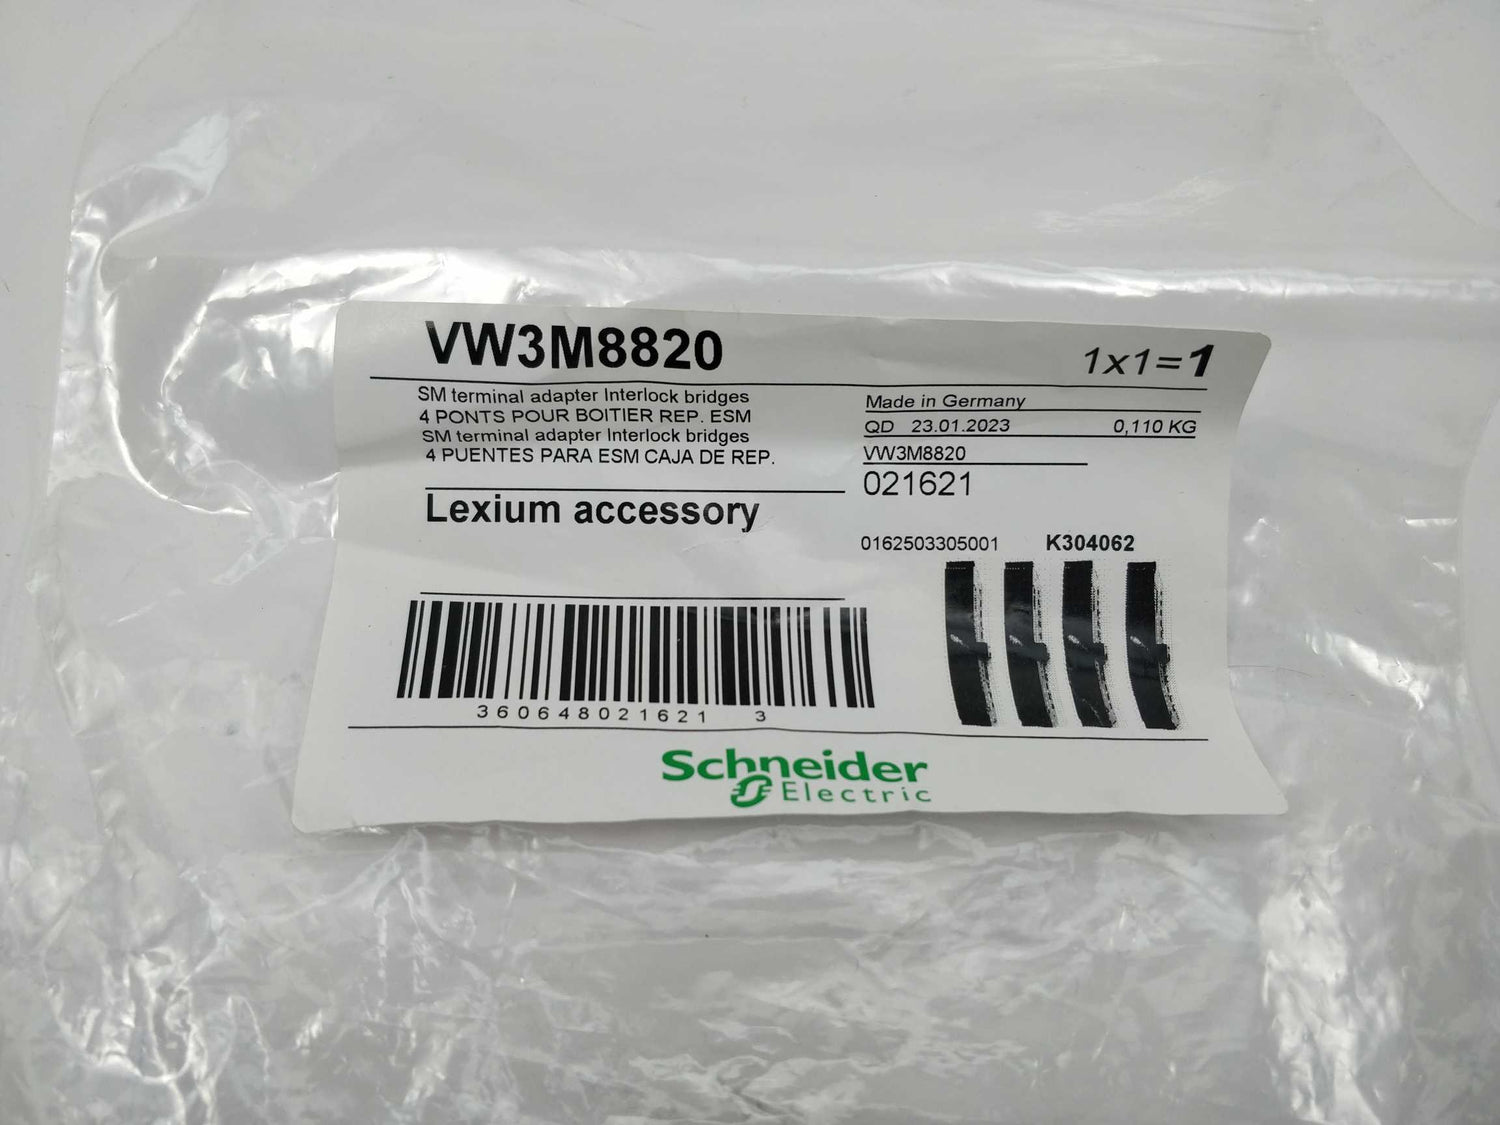 VW3M8820
1x1=1
SM terminal adapter Interlock bridges
4 PONTS POUR BOITIER REP. ESM
SM terminal adapter Interlock bridges
4 PUENTES PARA ESM CAJA DE REP.
Lexium accessory
Made in Germany
QD 23.01.2023 0,110 KG
VW3M8820
021621
0162503305001 K304062
360648021621 3
Schneider
Electric